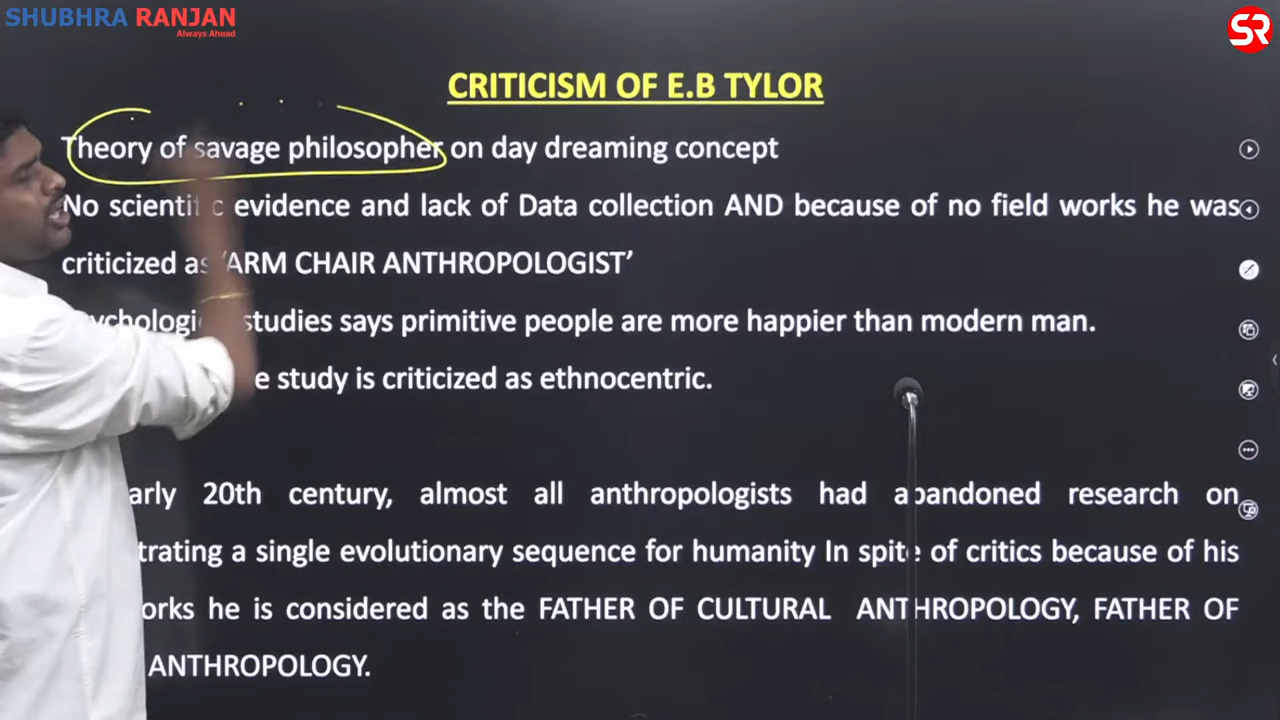 SHUBHRA RANJAN
Always Ahead
SR
CRITICISM OF E.B TYLOR
Theory of savage philosopher on day dreaming concept
No evidence and lack of Data collection AND because of no field works he was
criticized as 'ARM CHAIR ANTHROPOLOGIST'
studies says primitive people are more happier than modern man.
study is criticized as ethnocentric.
20th century, almost all anthropologists had abandoned research on
a single evolutionary sequence for humanity In spite of critics because of his
he is considered as the FATHER OF CULTURAL ANTHROPOLOGY, FATHER OF
ANTHROPOLOGY.